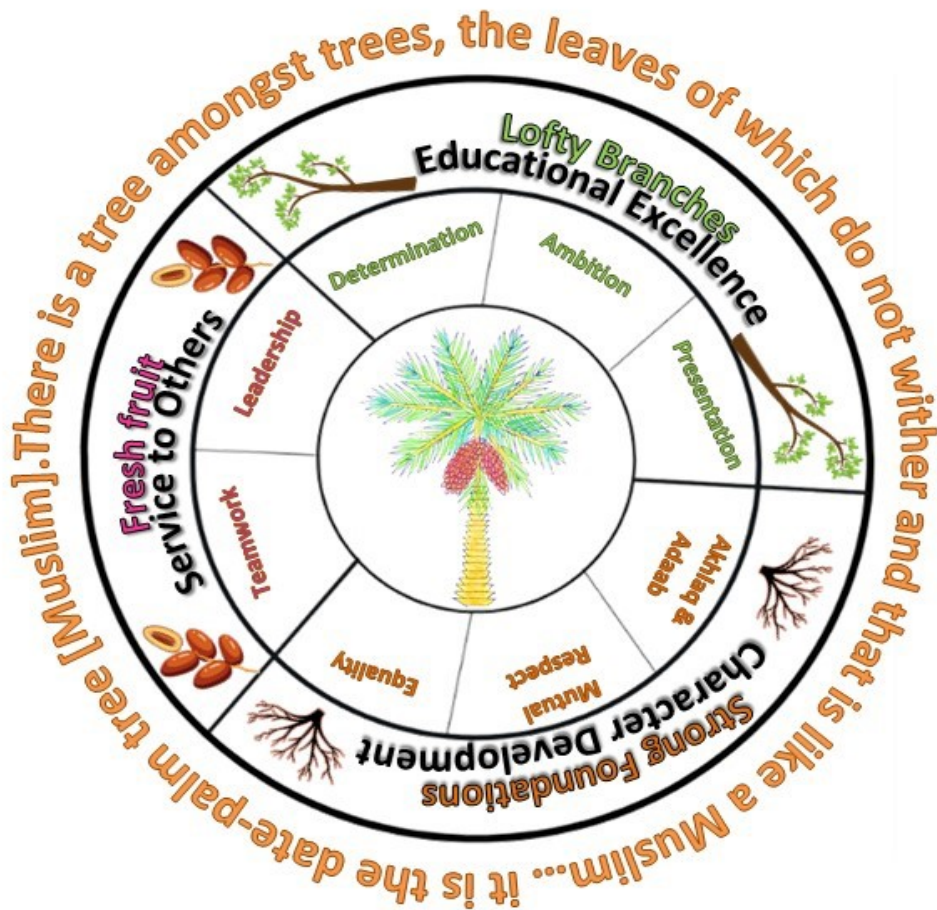 There is a tree amongst trees, the leaves of which do not wither and that is like a Muslim... it is the date-palm tree [Muslim].
Lofty Branches
Educational Excellence
Determination
Ambition
Presentation
Strong Foundations
Character Development
Akhlaq &
Adaab
Mutual
Respect
Equality
Fresh fruit
Service to Others
Teamwork
Leadership